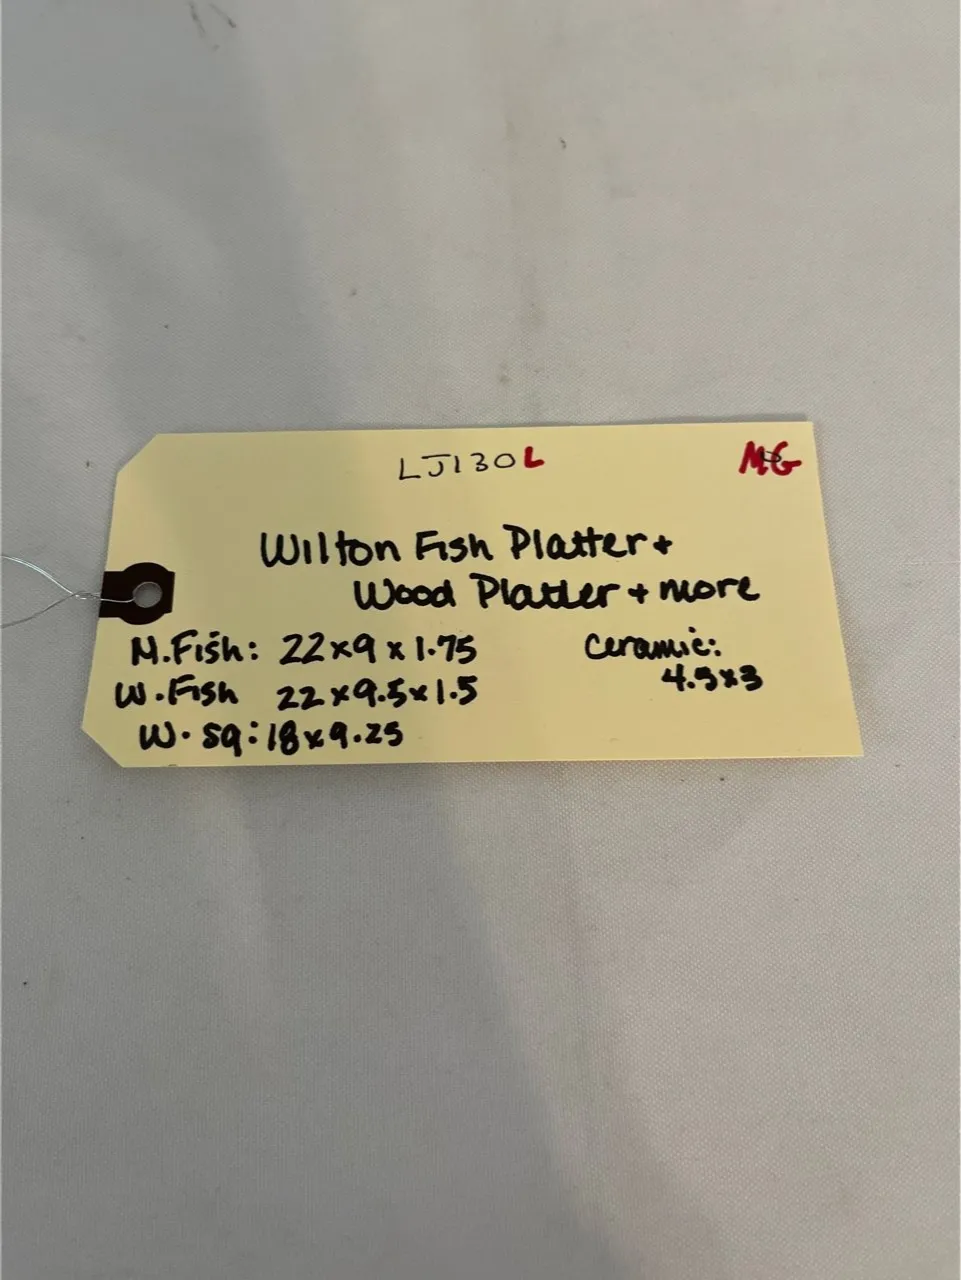 LJ130L MG
Wilton Fish Platter +
Wood Platter + more
M.Fish: 22x9x1.75
W.Fish 22x9.5x1.5
W.sq:18x9.25
Ceramic:
4.5x3